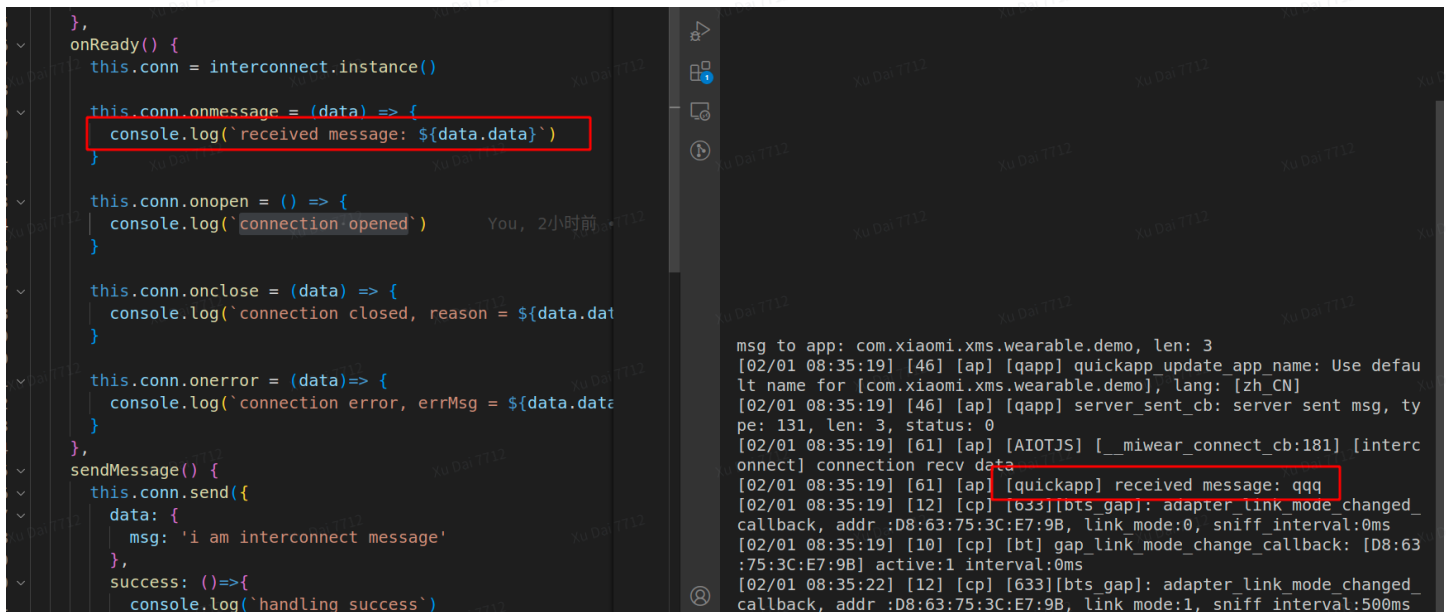 },
onReady() {
this.conn = interconnect.instance()
this.conn.onmessage = (data) => {
console.log(`received message: ${data.data}`)
}
this.conn.onopen = () => {
console.log(`connection opened`)    You, 2小时前 •
}
this.conn.onclose = (data) => {
console.log(`connection closed, reason = ${data.dat
}
this.conn.onerror = (data)=> {
console.log(`connection error, errMsg = ${data.data
}
},
sendMessage() {
this.conn.send({
data: {
msg: 'i am interconnect message'
},
success: ()=>{
console.log(`handling success`)
1
msg to app: com.xiaomi.xms.wearable.demo, len: 3
[02/01 08:35:19] [46] [ap] [qapp] quickapp_update_app_name: Use defau
lt name for [com.xiaomi.xms.wearable.demo], lang: [zh_CN]
[02/01 08:35:19] [46] [ap] [qapp] server_sent_cb: server sent msg, ty
pe: 131, len: 3, status: 0
[02/01 08:35:19] [61] [ap] [AIOTJS] [__miwear_connect_cb:181] [interc
onnect] connection recv data
[02/01 08:35:19] [61] [ap] [quickapp] received message: qqq
[02/01 08:35:19] [12] [cp] [633][bts_gap]: adapter_link_mode_changed_
callback, addr :D8:63:75:3C:E7:9B, link_mode:0, sniff_interval:0ms
[02/01 08:35:19] [10] [cp] [bt] gap_link_mode_change_callback: [D8:63
:75:3C:E7:9B] active:1 interval:0ms
[02/01 08:35:22] [12] [cp] [633][bts_gap]: adapter_link_mode_changed_
callback, addr :D8:63:75:3C:E7:9B, link_mode:1, sniff_interval:500ms
Xu Dai 7712